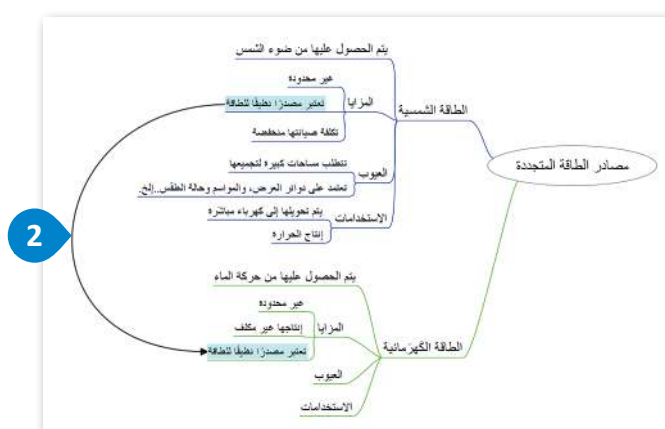 مصادر الطاقة المتجددة
الطاقة الشمسية
يتم الحصول عليها من ضوء الشمس
المزايا
غير محدودة
تعتبر مصدرًا نظيفًا للطاقة
تكلفة صيانتها منخفضة
العيوب
تتطلب مساحات كبيرة لتجميعها
تعتمد على دوائر العرض، والمواسم وحالة الطقس..إلخ.
الاستخدامات
يتم تحويلها إلى كهرباء مباشرة
إنتاج الحرارة
2
الطاقة الكَهرَمائية
يتم الحصول عليها من حركة الماء
المزايا
غير محدودة
إنتاجها غير مكلف
تعتبر مصدرًا نظيفًا للطاقة
العيوب
الاستخدامات